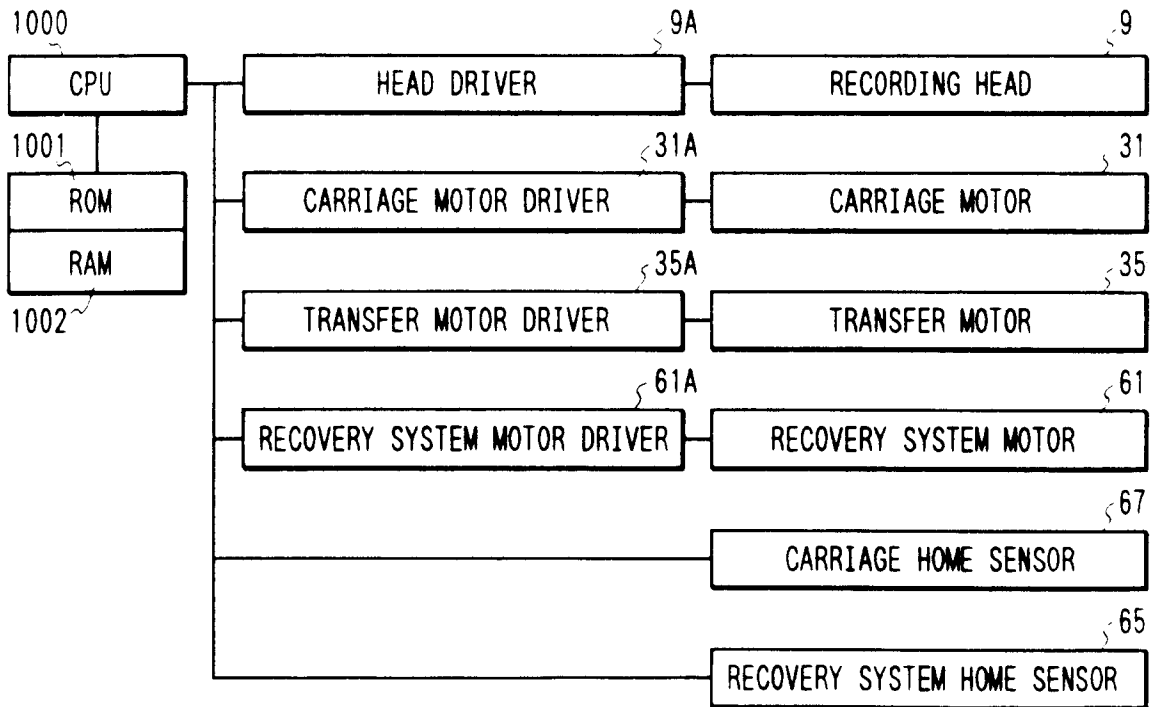 1000
CPU
1001
ROM
RAM
1002
9A
HEAD DRIVER
9
RECORDING HEAD
31A
CARRIAGE MOTOR DRIVER
31
CARRIAGE MOTOR
35A
TRANSFER MOTOR DRIVER
35
TRANSFER MOTOR
61A
RECOVERY SYSTEM MOTOR DRIVER
61
RECOVERY SYSTEM MOTOR
67
CARRIAGE HOME SENSOR
65
RECOVERY SYSTEM HOME SENSOR